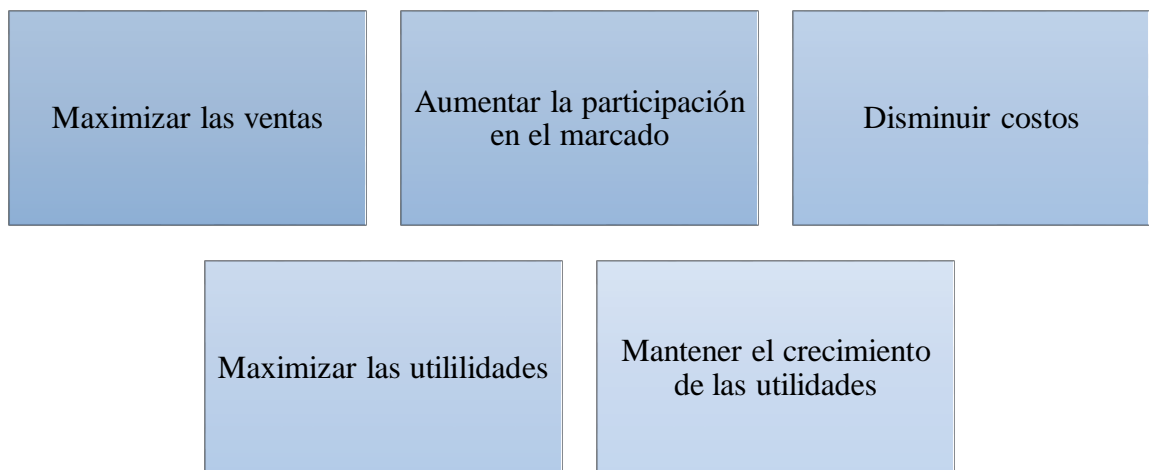 Maximizar las ventas
Aumentar la participación
en el marcado
Disminuir costos
Maximizar las utililidades
Mantener el crecimiento
de las utilidades